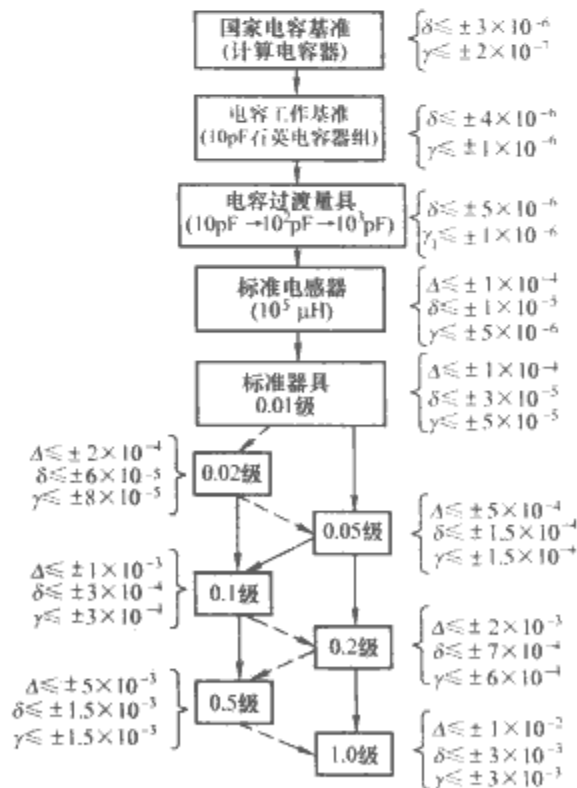 国家电容基准
(计算电容器)
δ≤ ±3×10⁻⁶
γ≤ ±2×10⁻⁷
电容工作基准
(10pF石英电容器组)
δ≤ ±4×10⁻⁶
γ≤ ±1×10⁻⁶
电容过渡量具
(10pF→10²pF→10³pF)
δ≤ ±5×10⁻⁶
γ₁≤ ±1×10⁻⁶
标准电感器
(10⁵ μH)
Δ≤ ±1×10⁻⁴
δ≤ ±1×10⁻⁵
γ≤ ±5×10⁻⁶
标准器具
0.01级
Δ≤ ±1×10⁻⁴
δ≤ ±3×10⁻⁵
γ≤ ±5×10⁻⁵
Δ≤ ±2×10⁻⁴
δ≤ ±6×10⁻⁵
γ≤ ±8×10⁻⁵
0.02级
0.05级
Δ≤ ±5×10⁻⁴
δ≤ ±1.5×10⁻⁴
γ≤ ±1.5×10⁻⁴
Δ≤ ±1×10⁻³
δ≤ ±3×10⁻⁴
γ≤ ±3×10⁻⁴
0.1级
0.2级
Δ≤ ±2×10⁻³
δ≤ ±7×10⁻⁴
γ≤ ±6×10⁻⁴
Δ≤ ±5×10⁻³
δ≤ ±1.5×10⁻³
γ≤ ±1.5×10⁻³
0.5级
1.0级
Δ≤ ±1×10⁻²
δ≤ ±3×10⁻³
γ≤ ±3×10⁻³